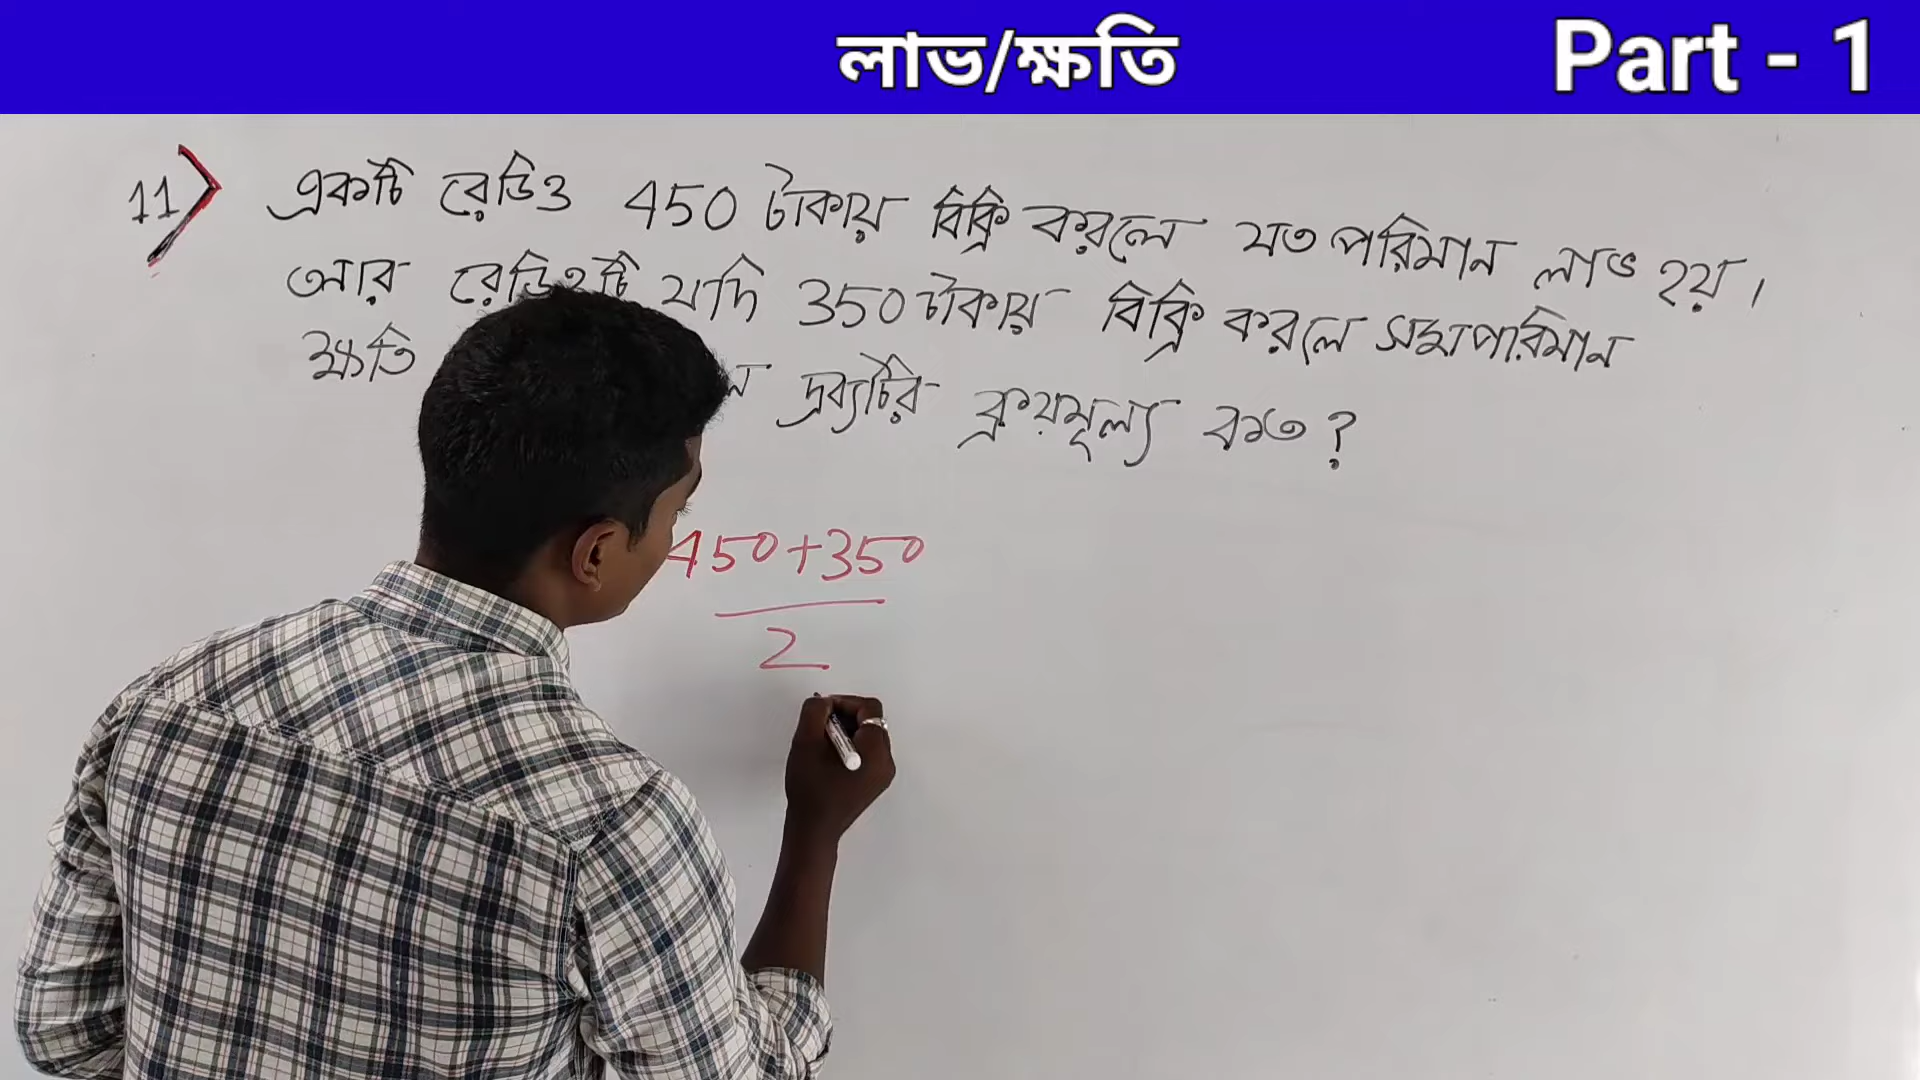 লাভ/ক্ষতি Part - 1
11> একটি রেডিও 450 টাকায় বিক্রি করলে যত পরিমান লাভ হয়।
আর রেডিওটি যদি 350 টাকায় বিক্রি করলে সমপরিমান
ক্ষতি দ্রব্যটির ক্রয়মূল্য কত?
450+350
2